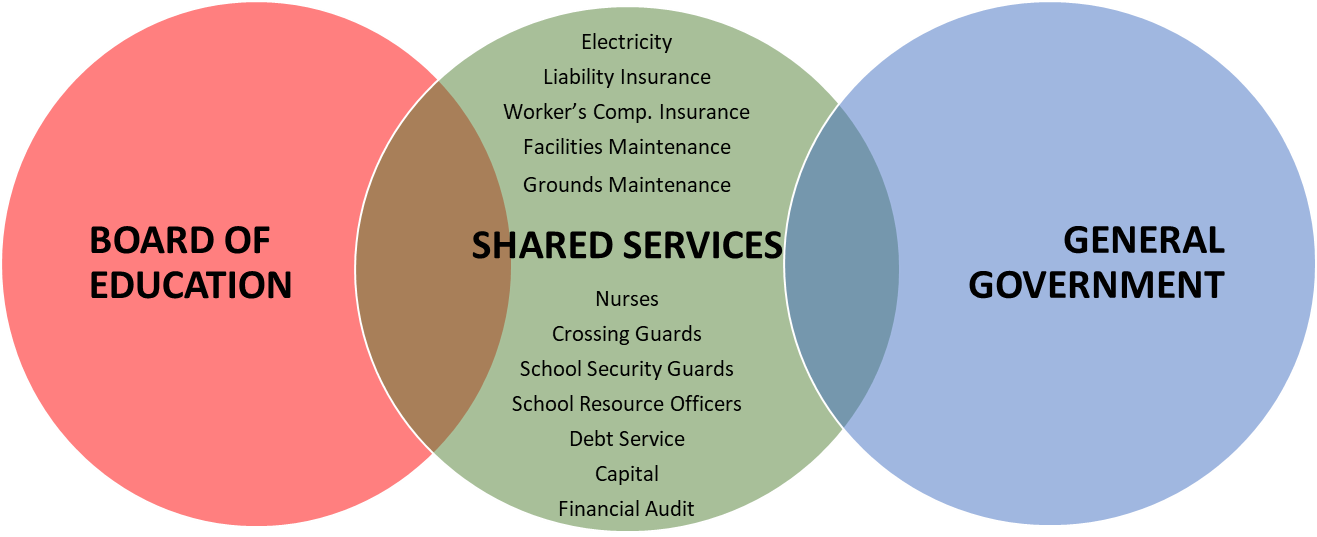 Electricity
Liability Insurance
Worker’s Comp. Insurance
Facilities Maintenance
Grounds Maintenance
BOARD OF
EDUCATION
SHARED SERVICES
GENERAL
GOVERNMENT
Nurses
Crossing Guards
School Security Guards
School Resource Officers
Debt Service
Capital
Financial Audit